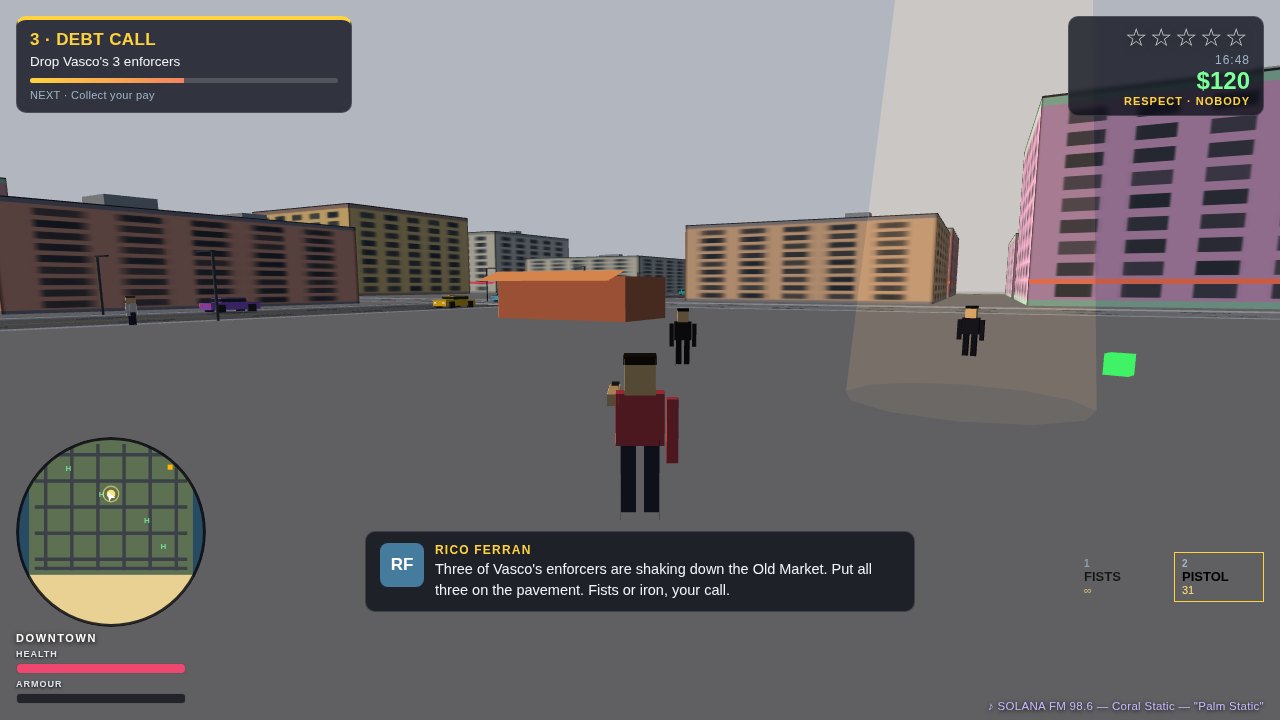 3 · DEBT CALL
Drop Vasco's 3 enforcers
NEXT · Collect your pay
☆☆☆☆☆
16:48
$120
RESPECT · NOBODY
H
H
H
H
RF
RICO FERRAN
Three of Vasco's enforcers are shaking down the Old Market. Put all
three on the pavement. Fists or iron, your call.
1
FISTS
∞
2
PISTOL
31
DOWNTOWN
HEALTH
ARMOUR
♪ SOLANA FM 98.6 — Coral Static — "Palm Static"